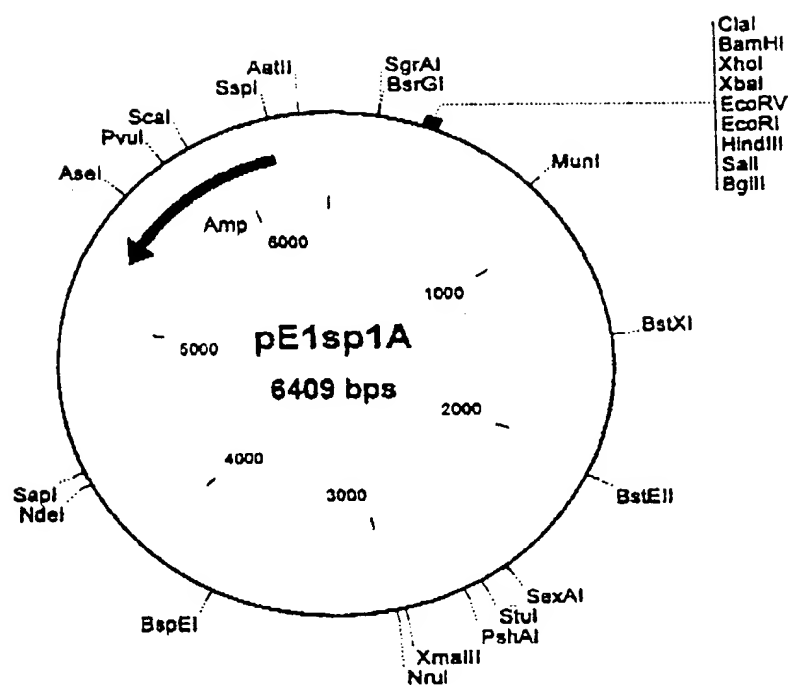 ClaI
BamHI
XhoI
XbaI
EcoRV
EcoRI
HindIII
SalI
BglII
AatII
SspI
ScaI
PvuI
AseI
SgrAI
BsrGI
MunI
Amp
6000
1000
BstXI
5000
pE1sp1A
6409 bps
2000
4000
3000
SapI
NdeI
BstEII
BspEI
SexAI
StuI
PshAI
XmaIII
NruI